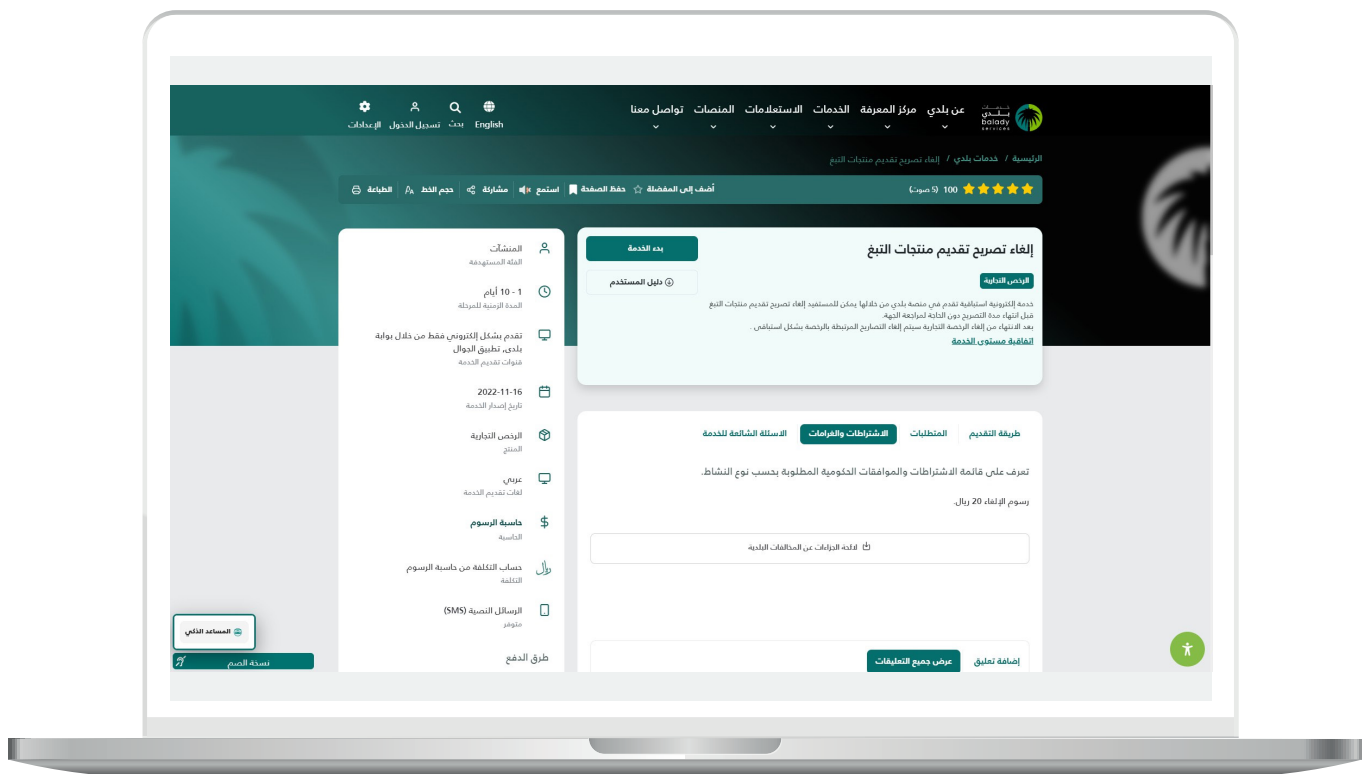 خدمات
بلدي
balady
services
عن بلدي
مركز المعرفة
الخدمات
الاستعلامات
المنصات
تواصل معنا
English
بحث
تسجيل الدخول
الإعدادات
الرئيسية / خدمات بلدي / إلغاء تصريح تقديم منتجات التبغ
100 (5 صوت)
أضف إلى المفضلة
حفظ الصفحة
استمع
مشاركة
حجم الخط
الطباعة
إلغاء تصريح تقديم منتجات التبغ
بدء الخدمة
دليل المستخدم
الرخص التجارية
خدمة إلكترونية استباقية تقدم في منصة بلدي من خلالها يمكن للمستفيد إلغاء تصريح تقديم منتجات التبغ
قبل انتهاء مدة التصريح دون الحاجة لمراجعة الجهة.
بعد الانتهاء من إلغاء الرخصة التجارية سيتم إلغاء التصاريح المرتبطة بالرخصة بشكل استباقي .
اتفاقية مستوى الخدمة
المنشآت
الفئة المستهدفة
1 - 10 أيام
المدة الزمنية للمرحلة
تقدم بشكل إلكتروني فقط من خلال بوابة
بلدي, تطبيق الجوال
قنوات تقديم الخدمة
2022-11-16
تاريخ إصدار الخدمة
الرخص التجارية
المنتج
عربي
لغات تقديم الخدمة
حاسبة الرسوم
الحاسبة
ريال
حساب التكلفة من حاسبة الرسوم
التكلفة
الرسائل النصية (SMS)
متوفر
طرق الدفع
طريقة التقديم
المتطلبات
الاشتراطات والغرامات
الاسئلة الشائعة للخدمة
تعرف على قائمة الاشتراطات والموافقات الحكومية المطلوبة بحسب نوع النشاط.
رسوم الإلغاء 20 ريال.
لائحة الجزاءات عن المخالفات البلدية
إضافة تعليق
عرض جميع التعليقات
المساعد الذكي
نسخة الصم